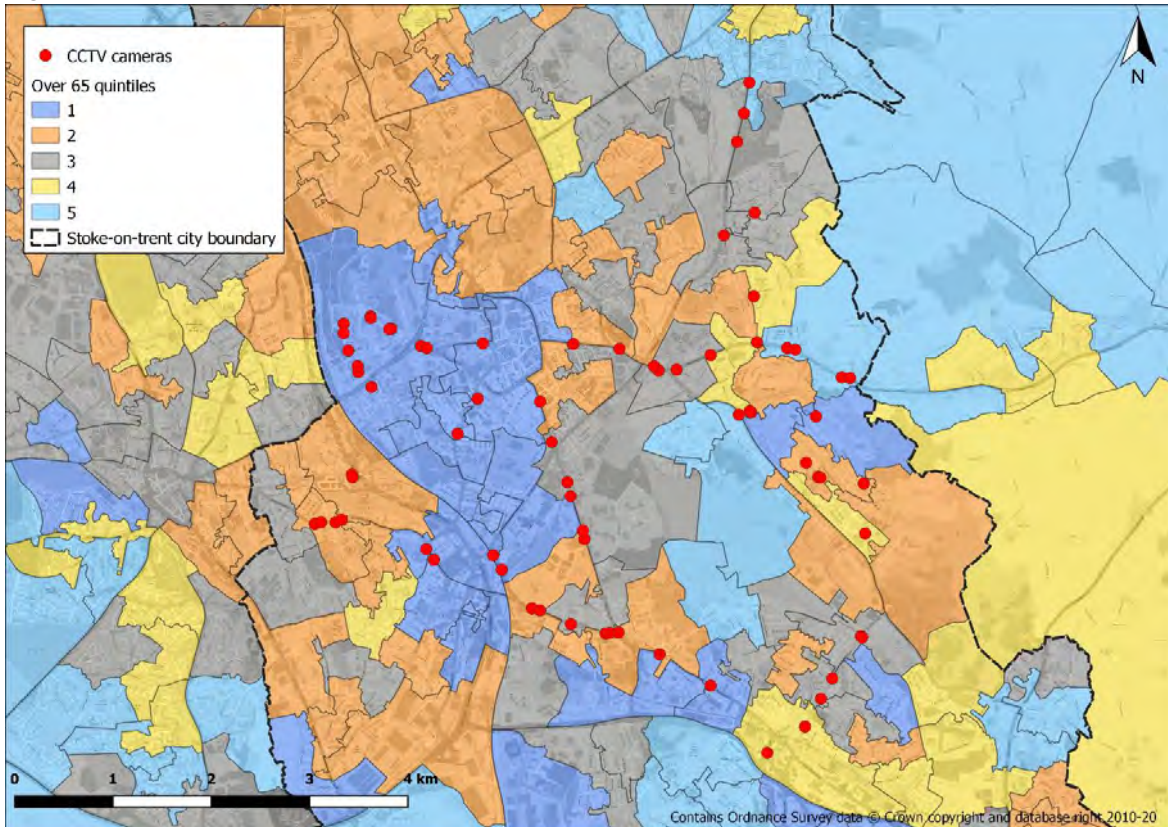 CCTV cameras
Over 65 quintiles
1
2
3
4
5
Stoke-on-trent city boundary
N
0 1 2 3 4 km
Contains Ordnance Survey data © Crown copyright and database right 2010-20